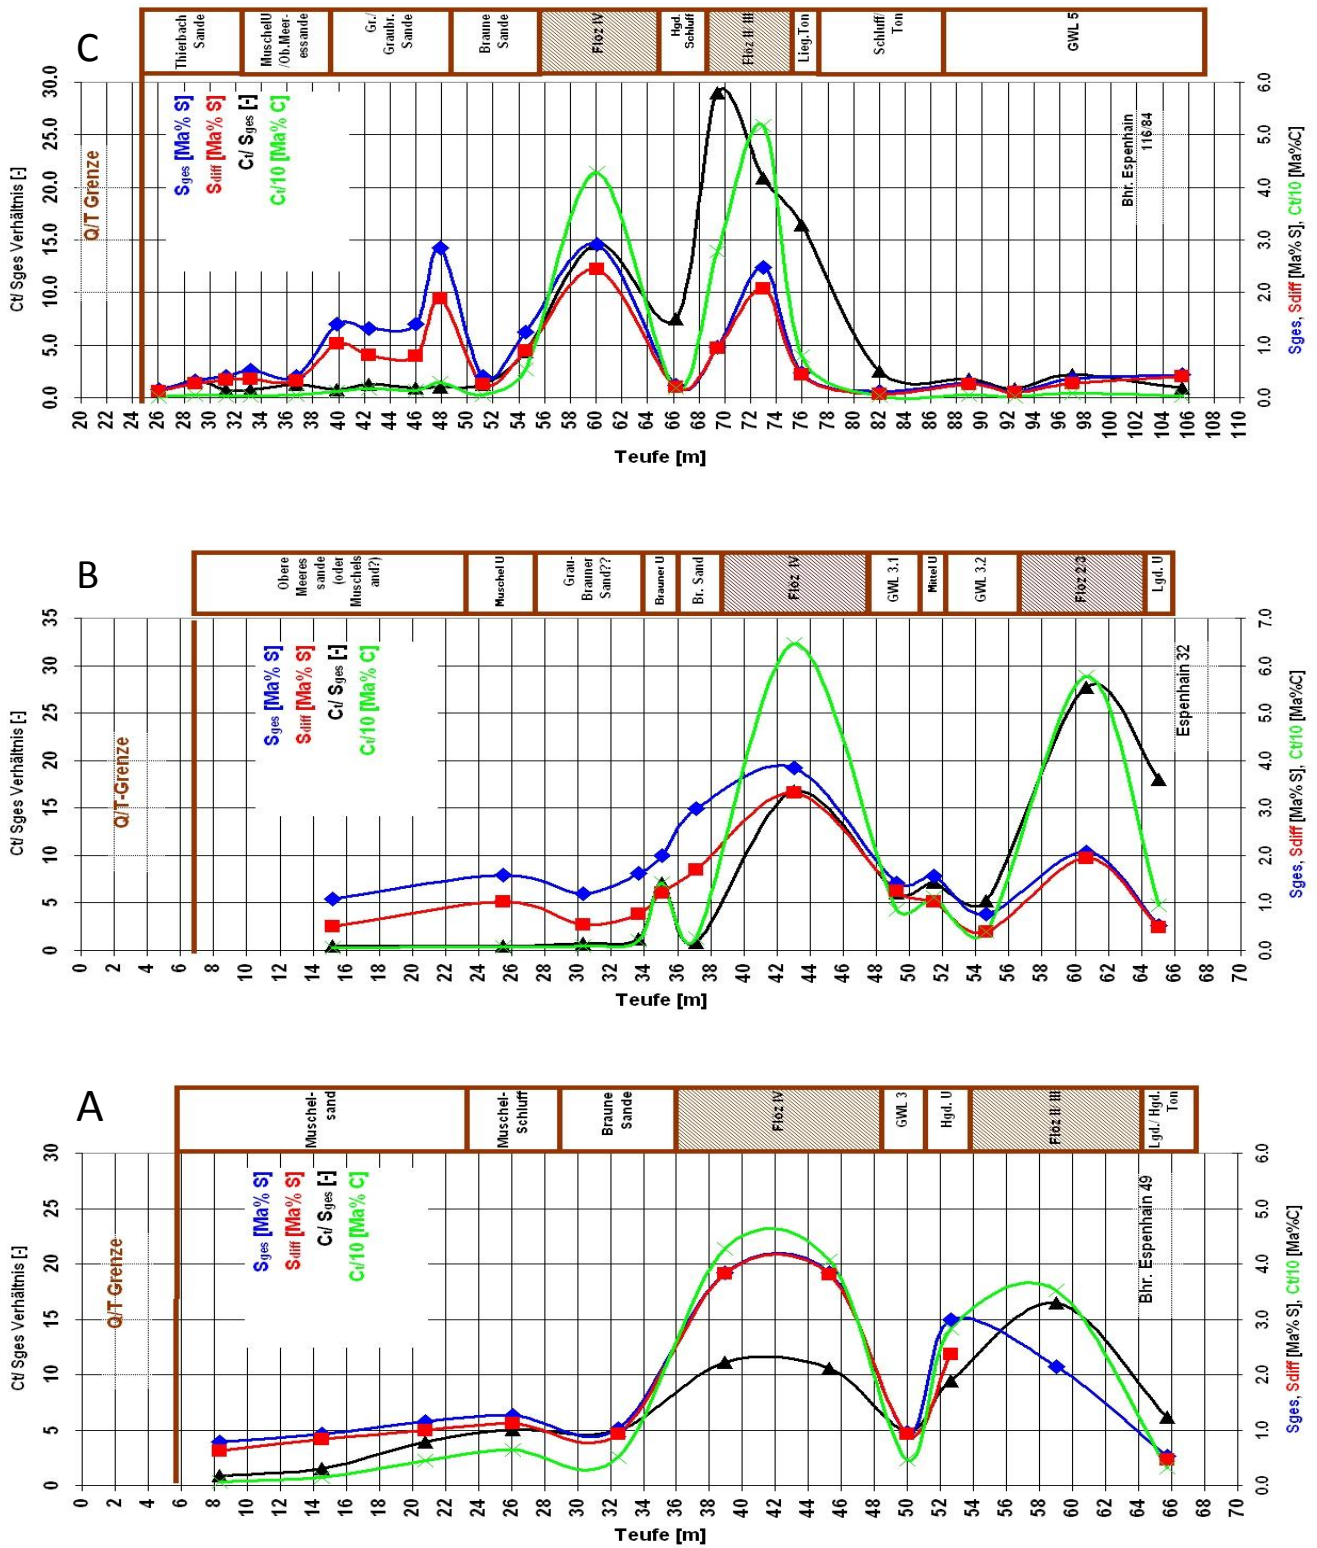 C
Thierbach
Sande
Muschel U
/Ob.Meer-
essande
Gr./
Graubr.
Sande
Braune
Sande
Flöz IV
Hgd.
Schluff
Flöz II/ III
Lieg.Ton
Schluff/
Ton
GWL 5
Ct/ Sges Verhältnis [-]
30.0
25.0
20.0
15.0
10.0
5.0
0.0
Q/T Grenze
Sges [Ma% S]
Sdiff [Ma% S]
Ct/ Sges [-]
Ct/10 [Ma% C]
Bhr. Espenhain
116/84
6.0
5.0
4.0
3.0
2.0
1.0
0.0
Sges, Sdiff [Ma% S], Ct/10 [Ma%C]
20 22 24 26 28 30 32 34 36 38 40 42 44 46 48 50 52 54 56 58 60 62 64 66 68 70 72 74 76 78 80 82 84 86 88 90 92 94 96 98 100 102 104 106 108 110
Teufe [m]
B
Obere
Meeres
sande
(oder
Muschels
and?)
Muschel U
Grau-
Brauner
Sand??
Brauner U
Br. Sand
Flöz IV
GWL 3.1
Mittel U
GWL 3.2
Flöz 2/3
Lgd. U
Ct/ Sges Verhältnis [-]
35
30
25
20
15
10
5
0
Q/T-Grenze
Sges [Ma% S]
Sdiff [Ma% S]
Ct/ Sges [-]
Ct/10 [Ma% C]
Espenhain 32
7.0
6.0
5.0
4.0
3.0
2.0
1.0
0.0
Sges, Sdiff [Ma% S], Ct/10 [Ma%C]
0 2 4 6 8 10 12 14 16 18 20 22 24 26 28 30 32 34 36 38 40 42 44 46 48 50 52 54 56 58 60 62 64 66 68 70
Teufe [m]
A
Muschel-
sand
Muschel-
Schluff
Braune
Sande
Flöz IV
GWL 3
Hgd. U
Flöz II/ III
Lgd./ Hgd.
Ton
Ct/ Sges Verhältnis [-]
30
25
20
15
10
5
0
Q/T Grenze
Sges [Ma% S]
Sdiff [Ma% S]
Ct/ Sges [-]
Ct/10 [Ma% C]
Bhr. Espenhain 49
6.0
5.0
4.0
3.0
2.0
1.0
0.0
Sges, Sdiff [Ma% S], Ct/10 [Ma%C]
0 2 4 6 8 10 12 14 16 18 20 22 24 26 28 30 32 34 36 38 40 42 44 46 48 50 52 54 56 58 60 62 64 66 68 70
Teufe [m]